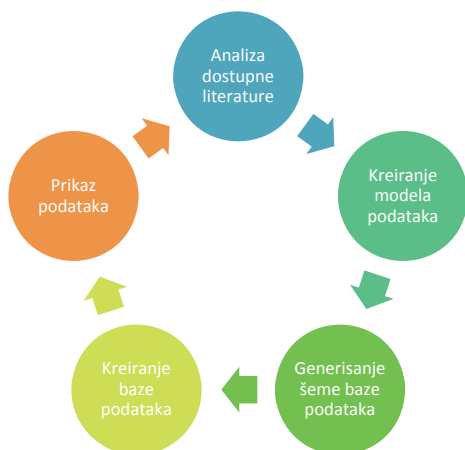 Analiza
dostupne
literature
Kreiranje
modela
podataka
Generisanje
šeme baze
podataka
Kreiranje
baze
podataka
Prikaz
podataka